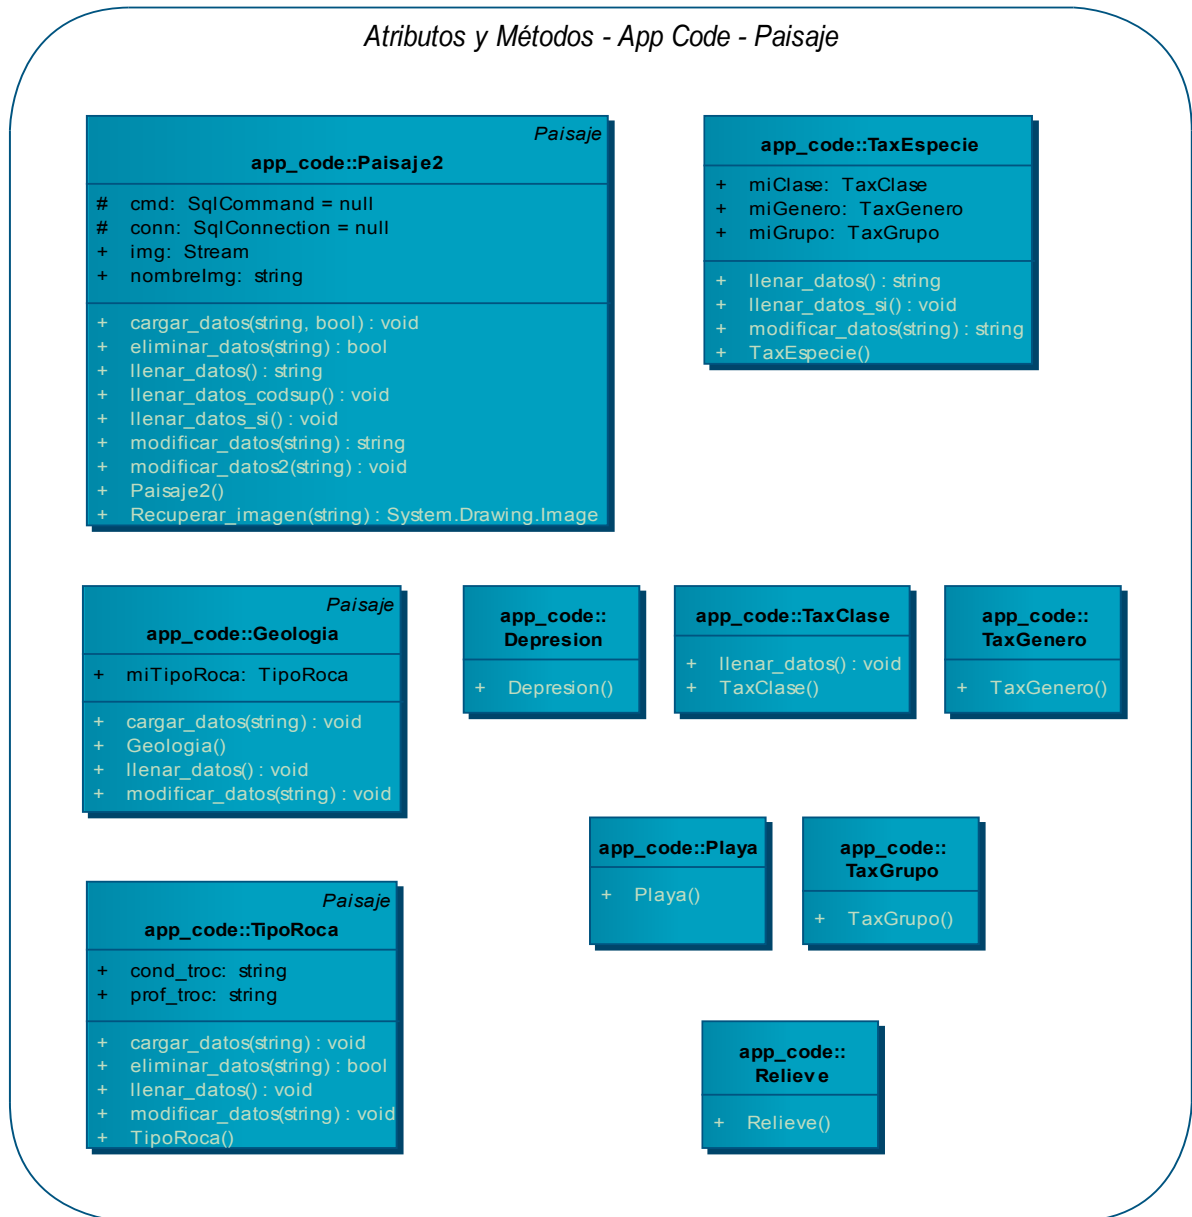 Atributos y Métodos - App Code - Paisaje
Paisaje
app_code::Paisaje2
# cmd: SqlCommand = null
# conn: SqlConnection = null
+ img: Stream
+ nombreImg: string
+ cargar_datos(string, bool) : void
+ eliminar_datos(string) : bool
+ llenar_datos() : string
+ llenar_datos_codsup() : void
+ llenar_datos_si() : void
+ modificar_datos(string) : string
+ modificar_datos2(string) : void
+ Paisaje2()
+ Recuperar_imagen(string) : System.Drawing.Image
app_code::TaxEspecie
+ miClase: TaxClase
+ miGenero: TaxGenero
+ miGrupo: TaxGrupo
+ llenar_datos() : string
+ llenar_datos_si() : void
+ modificar_datos(string) : string
+ TaxEspecie()
Paisaje
app_code::Geologia
+ miTipoRoca: TipoRoca
+ cargar_datos(string) : void
+ Geologia()
+ llenar_datos() : void
+ modificar_datos(string) : void
app_code::
Depresion
+ Depresion()
app_code::TaxClase
+ llenar_datos() : void
+ TaxClase()
app_code::
TaxGenero
+ TaxGenero()
app_code::Playa
+ Playa()
app_code::
TaxGrupo
+ TaxGrupo()
Paisaje
app_code::TipoRoca
+ cond_troc: string
+ prof_troc: string
+ cargar_datos(string) : void
+ eliminar_datos(string) : bool
+ llenar_datos() : void
+ modificar_datos(string) : void
+ TipoRoca()
app_code::
Relieve
+ Relieve()